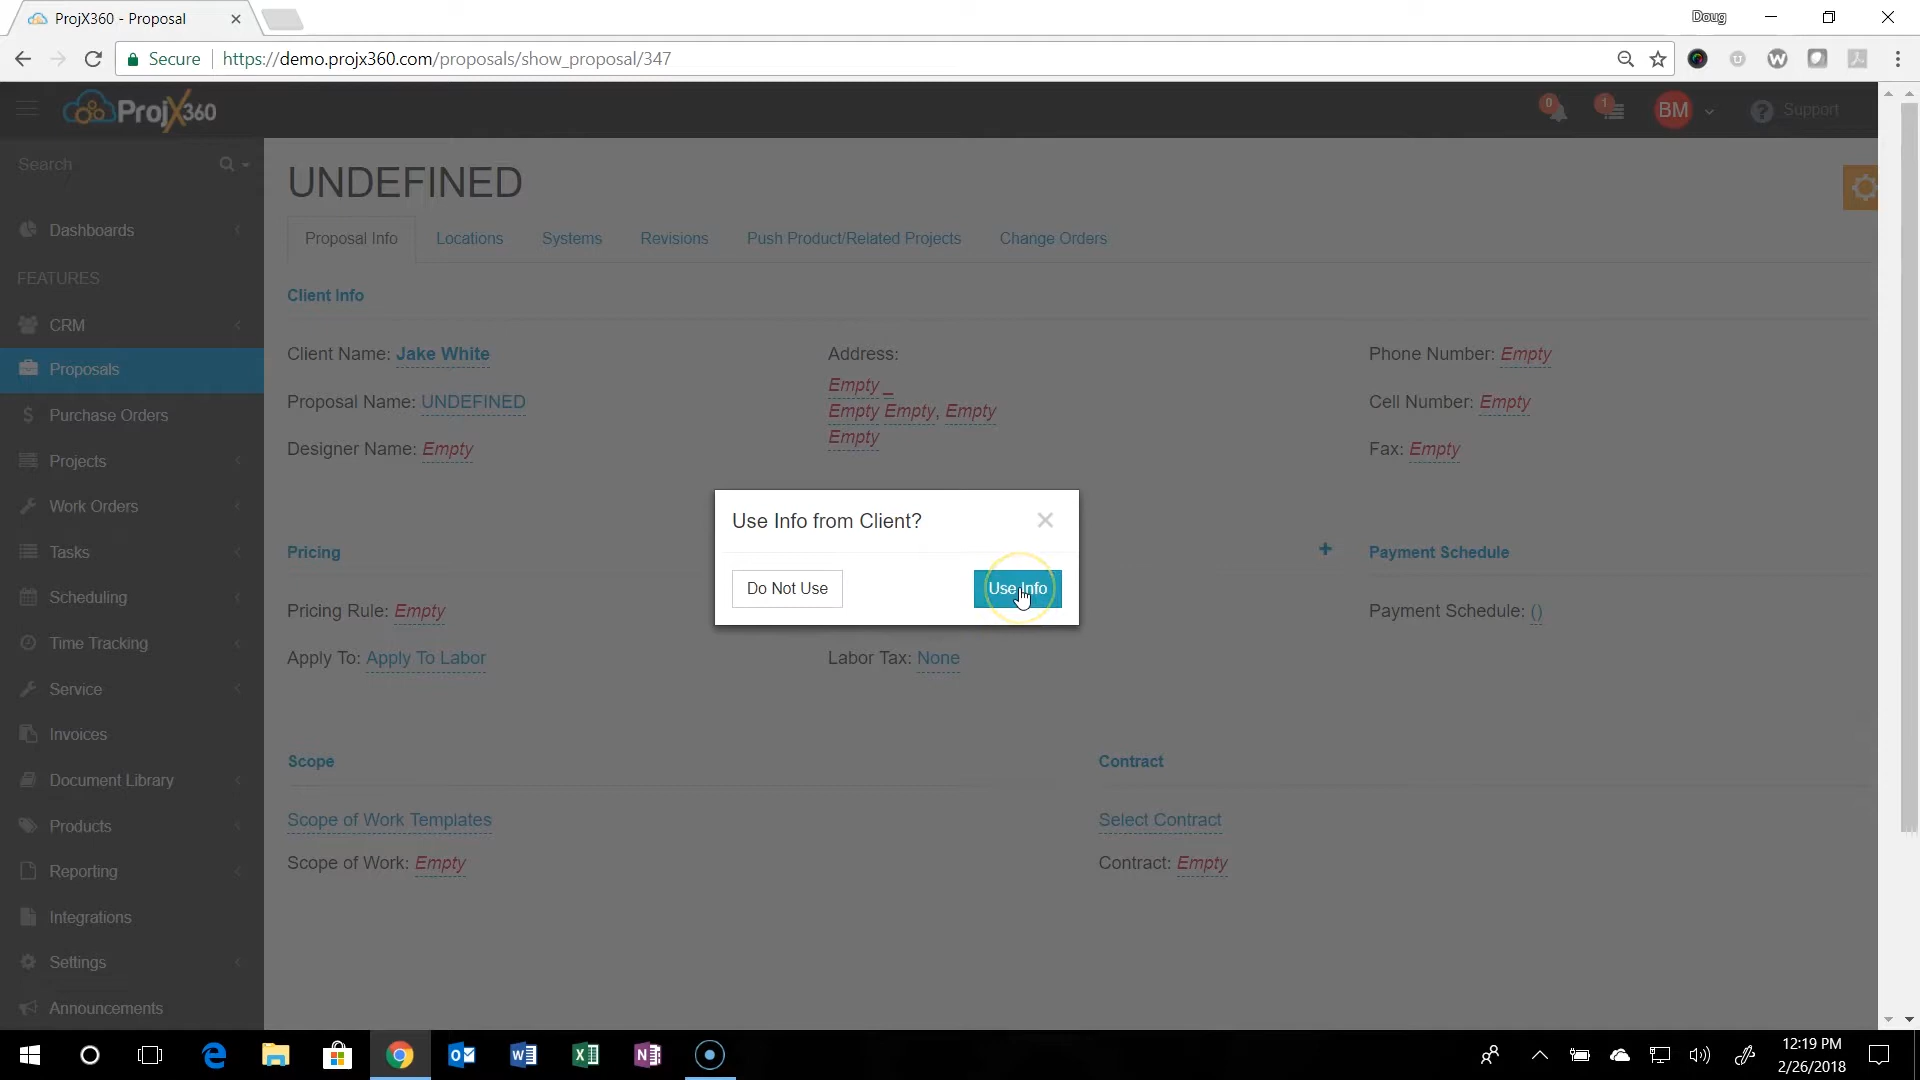 ProjX360 - Proposal
Doug
Secure
https://demo.projx360.com/proposals/show_proposal/347
ProjX360
0
1
BM
Support
Search
UNDEFINED
Dashboards
Proposal Info
Locations
Systems
Revisions
Push Product/Related Projects
Change Orders
FEATURES
Client Info
CRM
Client Name: Jake White
Address:
Phone Number: Empty
Proposals
Empty _
Proposal Name: UNDEFINED
Empty Empty, Empty
Cell Number: Empty
Purchase Orders
Empty
Designer Name: Empty
Fax: Empty
Projects
Work Orders
Use Info from Client?
Tasks
Pricing
Payment Schedule
Do Not Use
Use Info
Scheduling
Pricing Rule: Empty
Payment Schedule: ()
Time Tracking
Apply To: Apply To Labor
Labor Tax: None
Service
Invoices
Scope
Contract
Document Library
Scope of Work Templates
Select Contract
Products
Scope of Work: Empty
Contract: Empty
Reporting
Integrations
Settings
Announcements
12:19 PM
2/26/2018